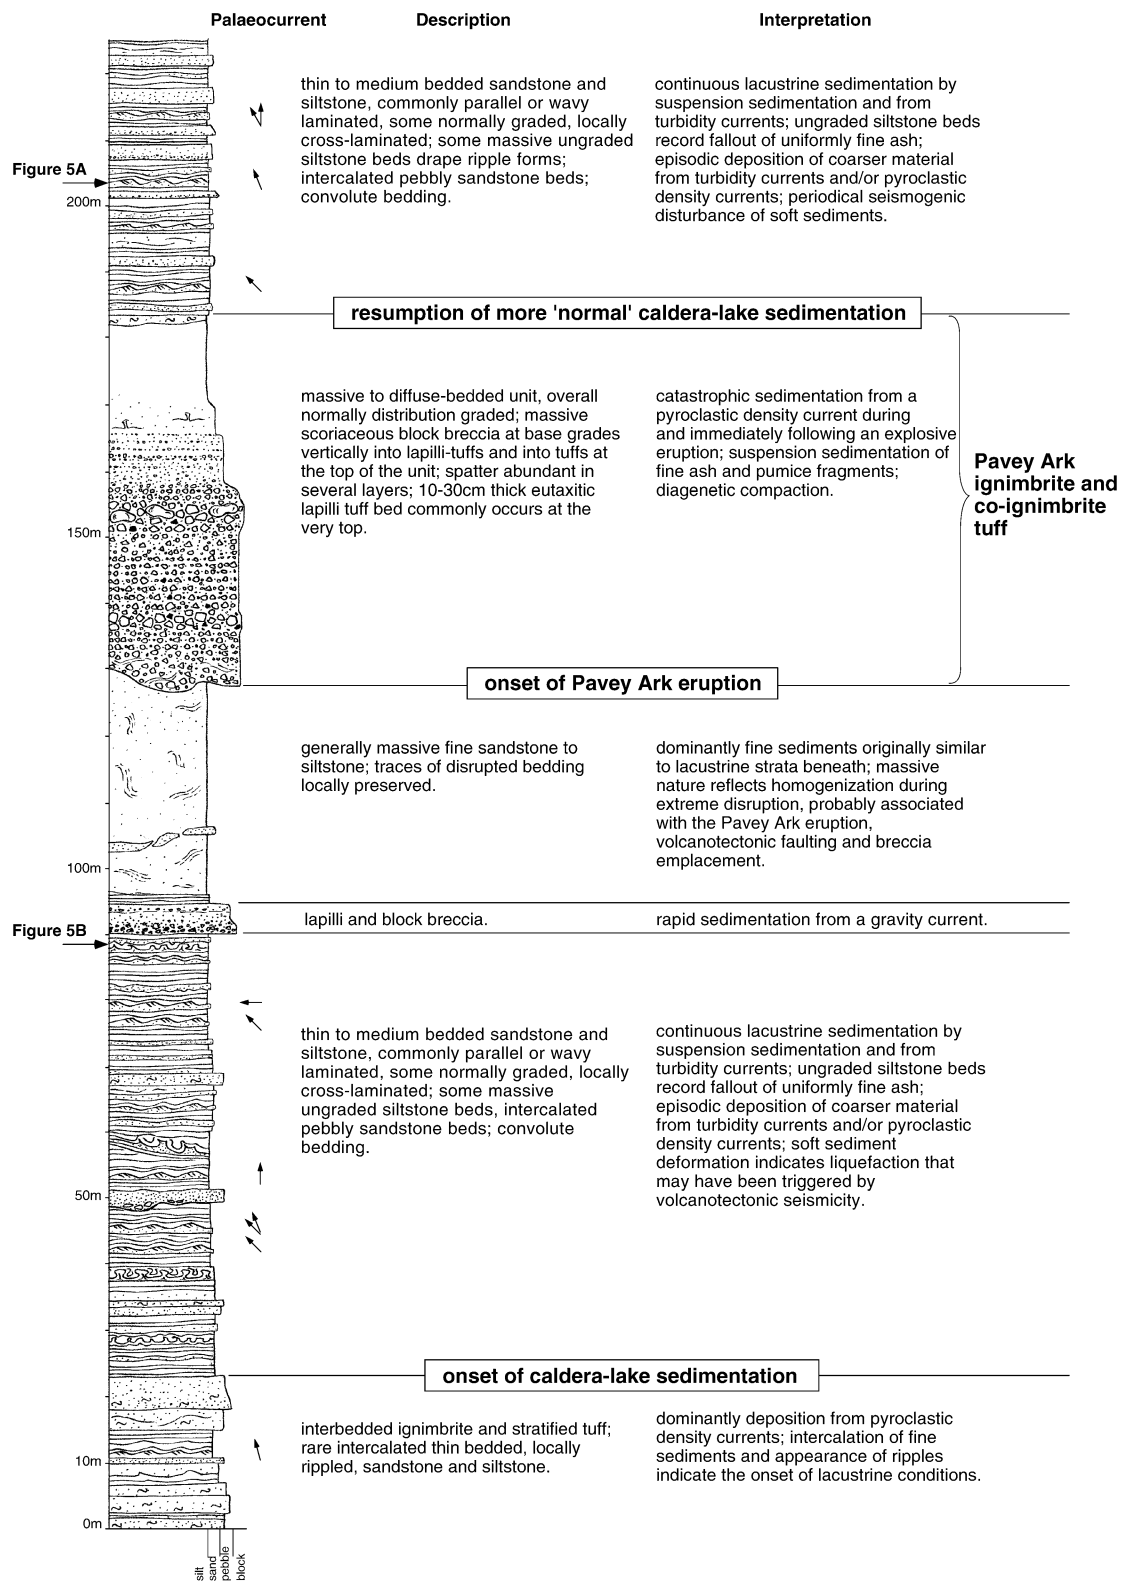 Palaeocurrent Description Interpretation
thin to medium bedded sandstone and
siltstone, commonly parallel or wavy
laminated, some normally graded, locally
cross-laminated; some massive ungraded
siltstone beds drape ripple forms;
intercalated pebbly sandstone beds;
convolute bedding.
continuous lacustrine sedimentation by
suspension sedimentation and from
turbidity currents; ungraded siltstone beds
record fallout of uniformly fine ash;
episodic deposition of coarser material
from turbidity currents and/or pyroclastic
density currents; periodical seismogenic
disturbance of soft sediments.
Figure 5A
200m
resumption of more 'normal' caldera-lake sedimentation
massive to diffuse-bedded unit, overall
normally distribution graded; massive
scoriaceous block breccia at base grades
vertically into lapilli-tuffs and into tuffs at
the top of the unit; spatter abundant in
several layers; 10-30cm thick eutaxitic
lapilli tuff bed commonly occurs at the
very top.
catastrophic sedimentation from a
pyroclastic density current during
and immediately following an explosive
eruption; suspension sedimentation of
fine ash and pumice fragments;
diagenetic compaction.
Pavey Ark
ignimbrite and
co-ignimbrite
tuff
150m
onset of Pavey Ark eruption
generally massive fine sandstone to
siltstone; traces of disrupted bedding
locally preserved.
dominantly fine sediments originally similar
to lacustrine strata beneath; massive
nature reflects homogenization during
extreme disruption, probably associated
with the Pavey Ark eruption,
volcanotectonic faulting and breccia
emplacement.
100m
lapilli and block breccia.
rapid sedimentation from a gravity current.
Figure 5B
thin to medium bedded sandstone and
siltstone, commonly parallel or wavy
laminated, some normally graded, locally
cross-laminated; some massive
ungraded siltstone beds, intercalated
pebbly sandstone beds; convolute
bedding.
continuous lacustrine sedimentation by
suspension sedimentation and from
turbidity currents; ungraded siltstone beds
record fallout of uniformly fine ash;
episodic deposition of coarser material
from turbidity currents and/or pyroclastic
density currents; soft sediment
deformation indicates liquefaction that
may have been triggered by
volcanotectonic seismicity.
50m
onset of caldera-lake sedimentation
interbedded ignimbrite and stratified tuff;
rare intercalated thin bedded, locally
rippled, sandstone and siltstone.
dominantly deposition from pyroclastic
density currents; intercalation of fine
sediments and appearance of ripples
indicate the onset of lacustrine conditions.
10m
0m
silt
sand
pebble
block